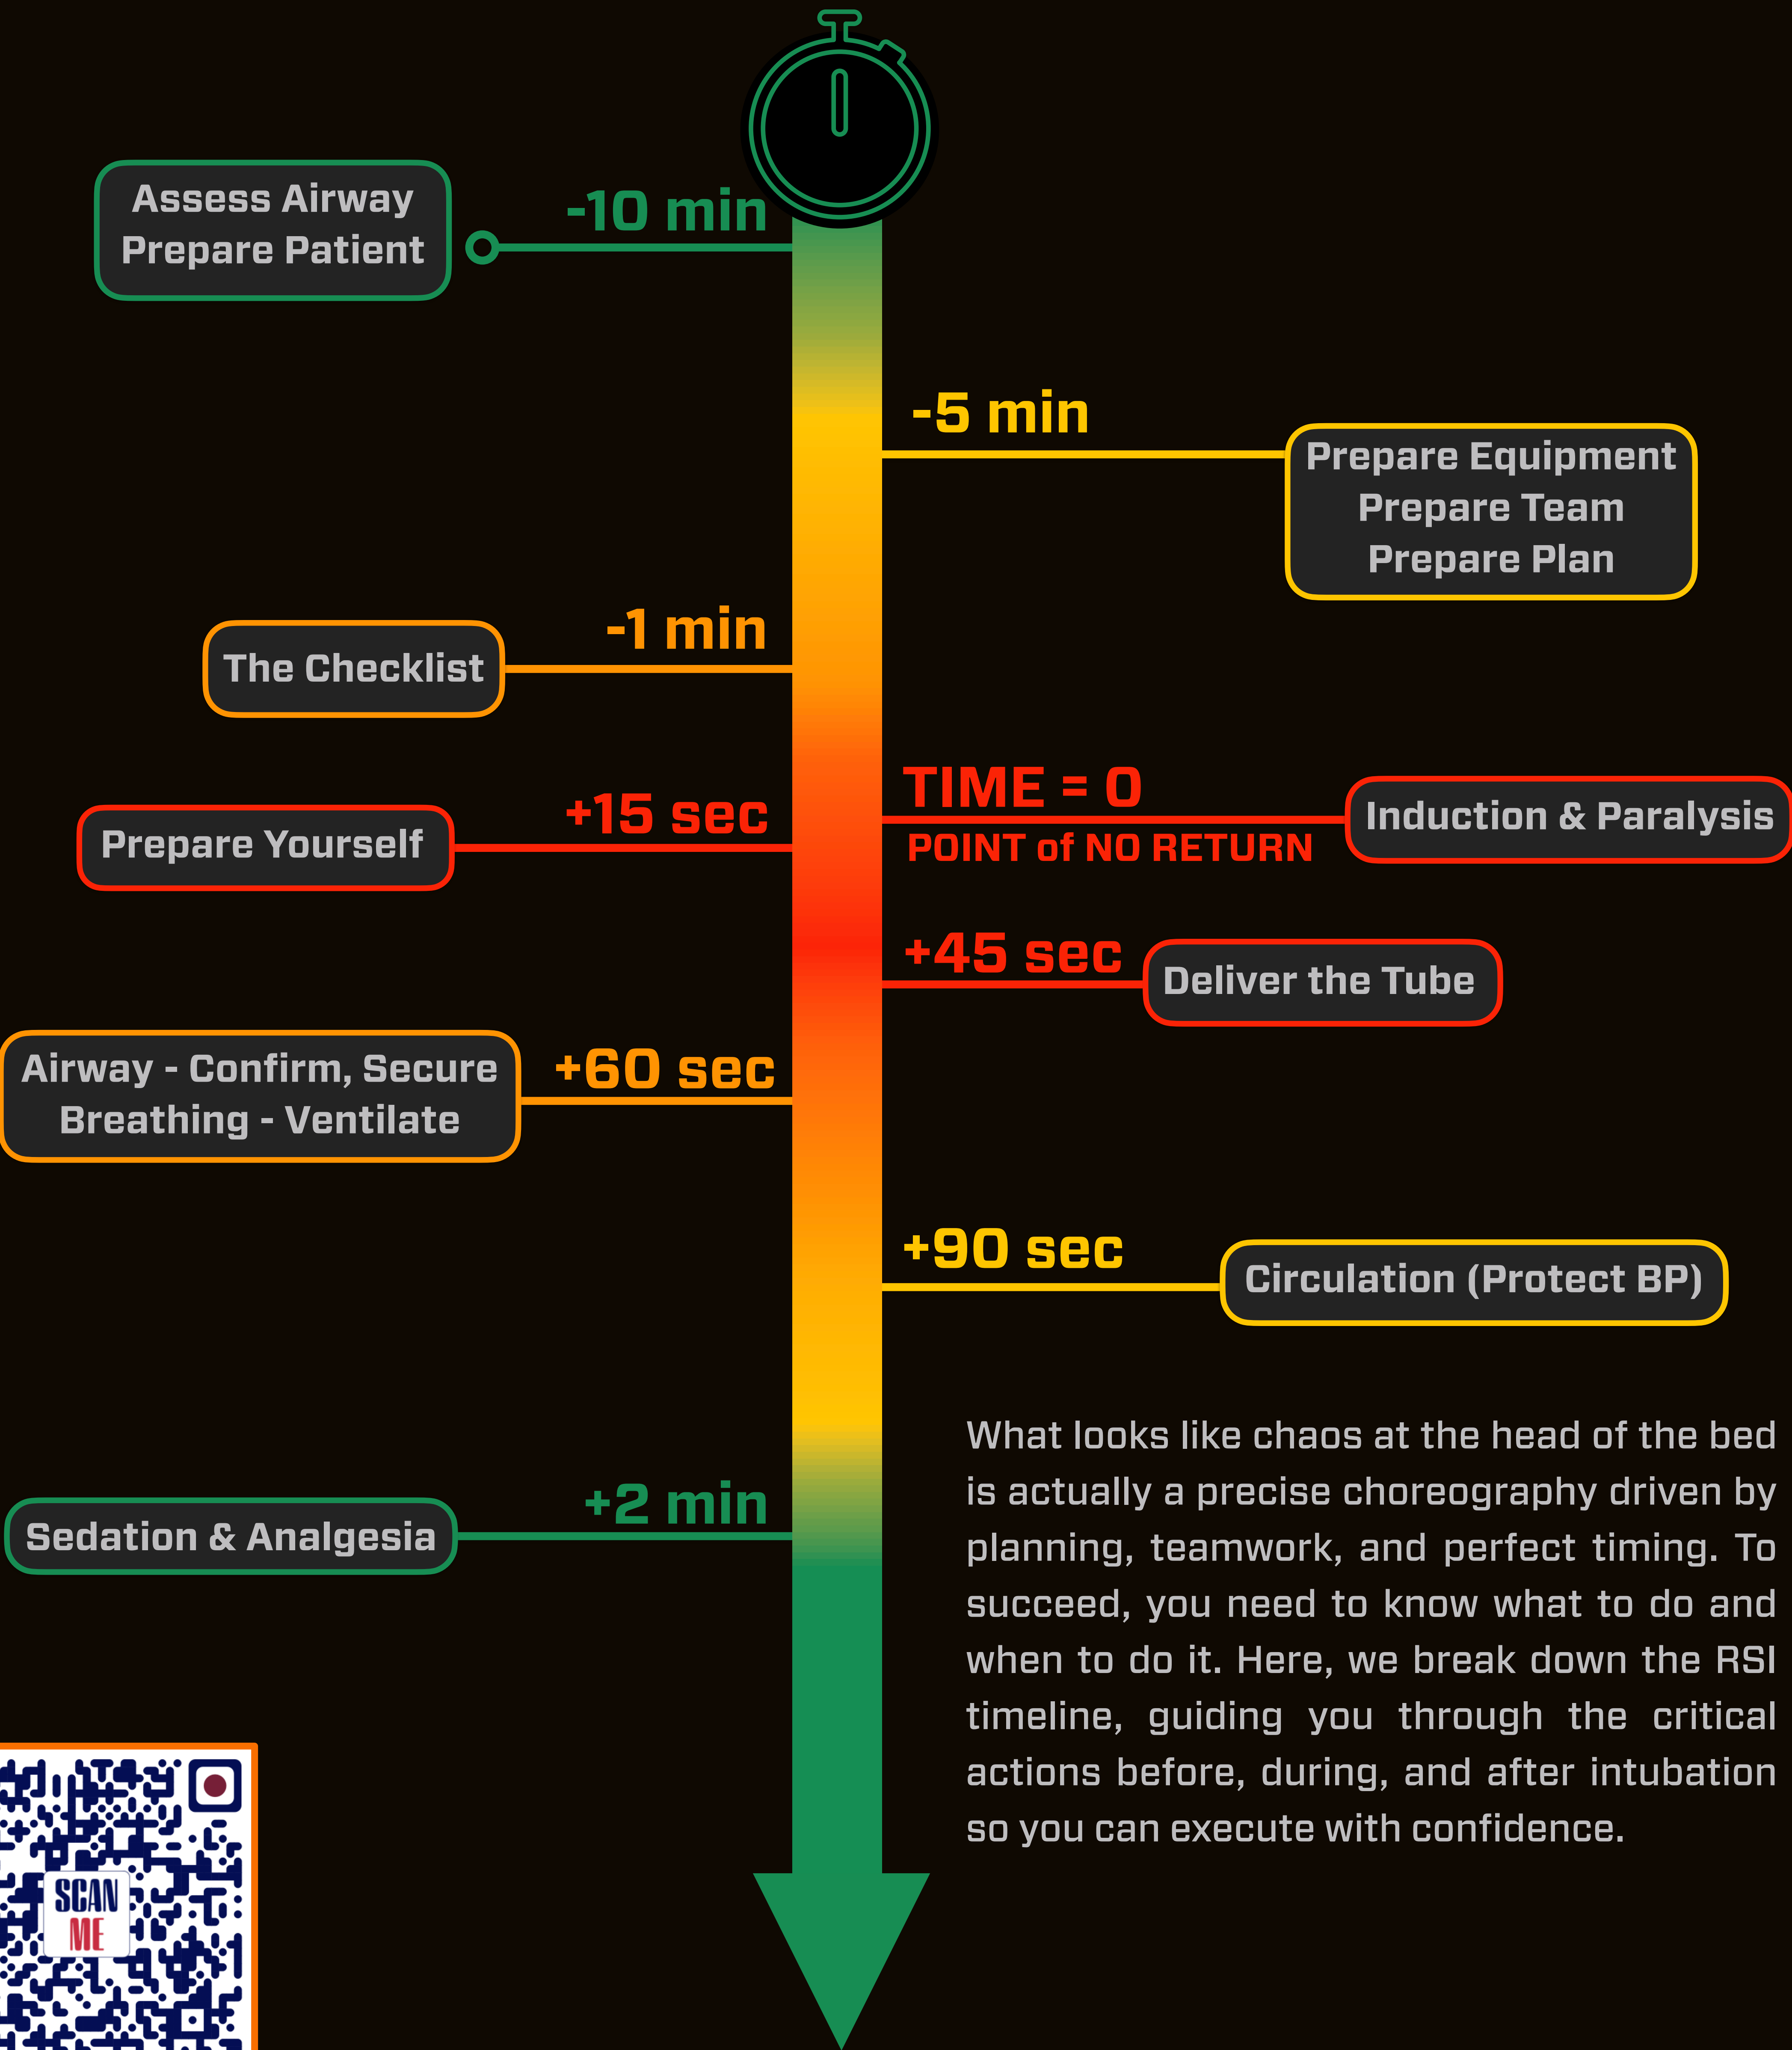 -10 min
Assess Airway
Prepare Patient
-5 min
Prepare Equipment
Prepare Team
Prepare Plan
-1 min
The Checklist
TIME = 0
POINT of NO RETURN
Induction & Paralysis
+15 sec
Prepare Yourself
+45 sec
Deliver the Tube
+60 sec
Airway - Confirm, Secure
Breathing - Ventilate
+90 sec
Circulation (Protect BP)
+2 min
Sedation & Analgesia
What looks like chaos at the head of the bed
is actually a precise choreography driven by
planning, teamwork, and perfect timing. To
succeed, you need to know what to do and
when to do it. Here, we break down the RSI
timeline, guiding you through the critical
actions before, during, and after intubation
so you can execute with confidence.
SCAN
ME